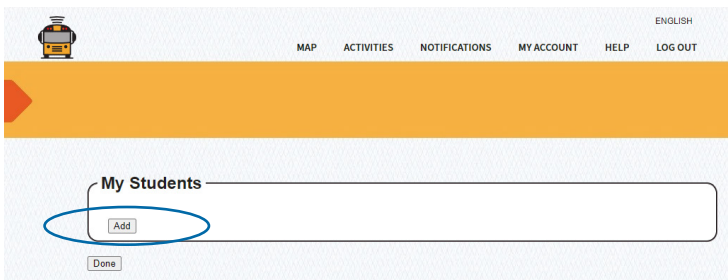 ENGLISH
MAP ACTIVITIES NOTIFICATIONS MY ACCOUNT HELP LOG OUT
My Students
Add
Done